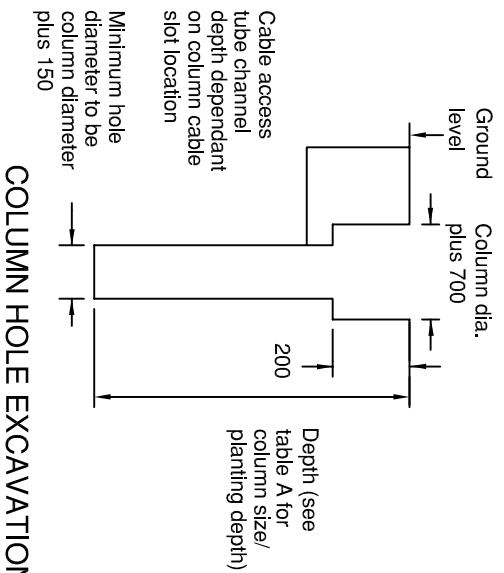 Ground
level
Column dia.
plus 700
Cable access
tube channel
depth dependant
on column cable
slot location
200
Depth (see
table A for
column size/
planting depth)
Minimum hole
diameter to be
column diameter
plus 150
COLUMN HOLE EXCAVATION